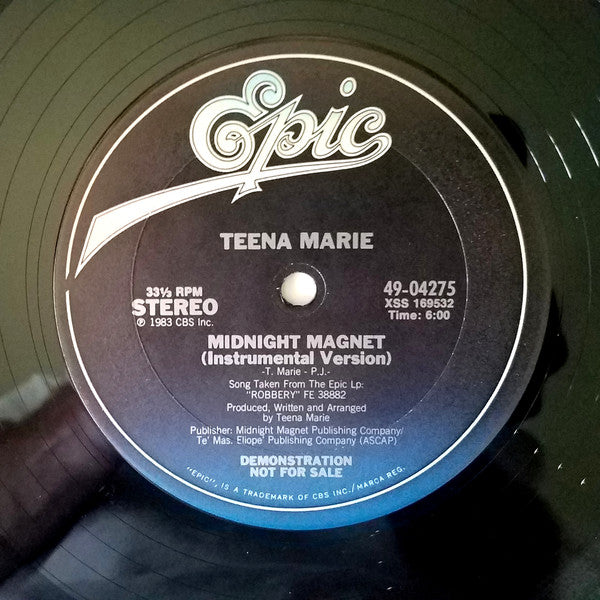 Epic
TEENA MARIE
33⅓ RPM
STEREO
℗ 1983 CBS Inc.
49-04275
XSS 169532
Time: 6:00
MIDNIGHT MAGNET
(Instrumental Version)
-T. Marie - P.J.-
Song Taken From The Epic Lp:
"ROBBERY" FE 38882
Produced, Written and Arranged
by Teena Marie
Publisher: Midnight Magnet Publishing Company/
Te' Mas. Eliope' Publishing Company (ASCAP)
DEMONSTRATION
NOT FOR SALE
"EPIC", IS A TRADEMARK OF CBS INC./MARCA REG.